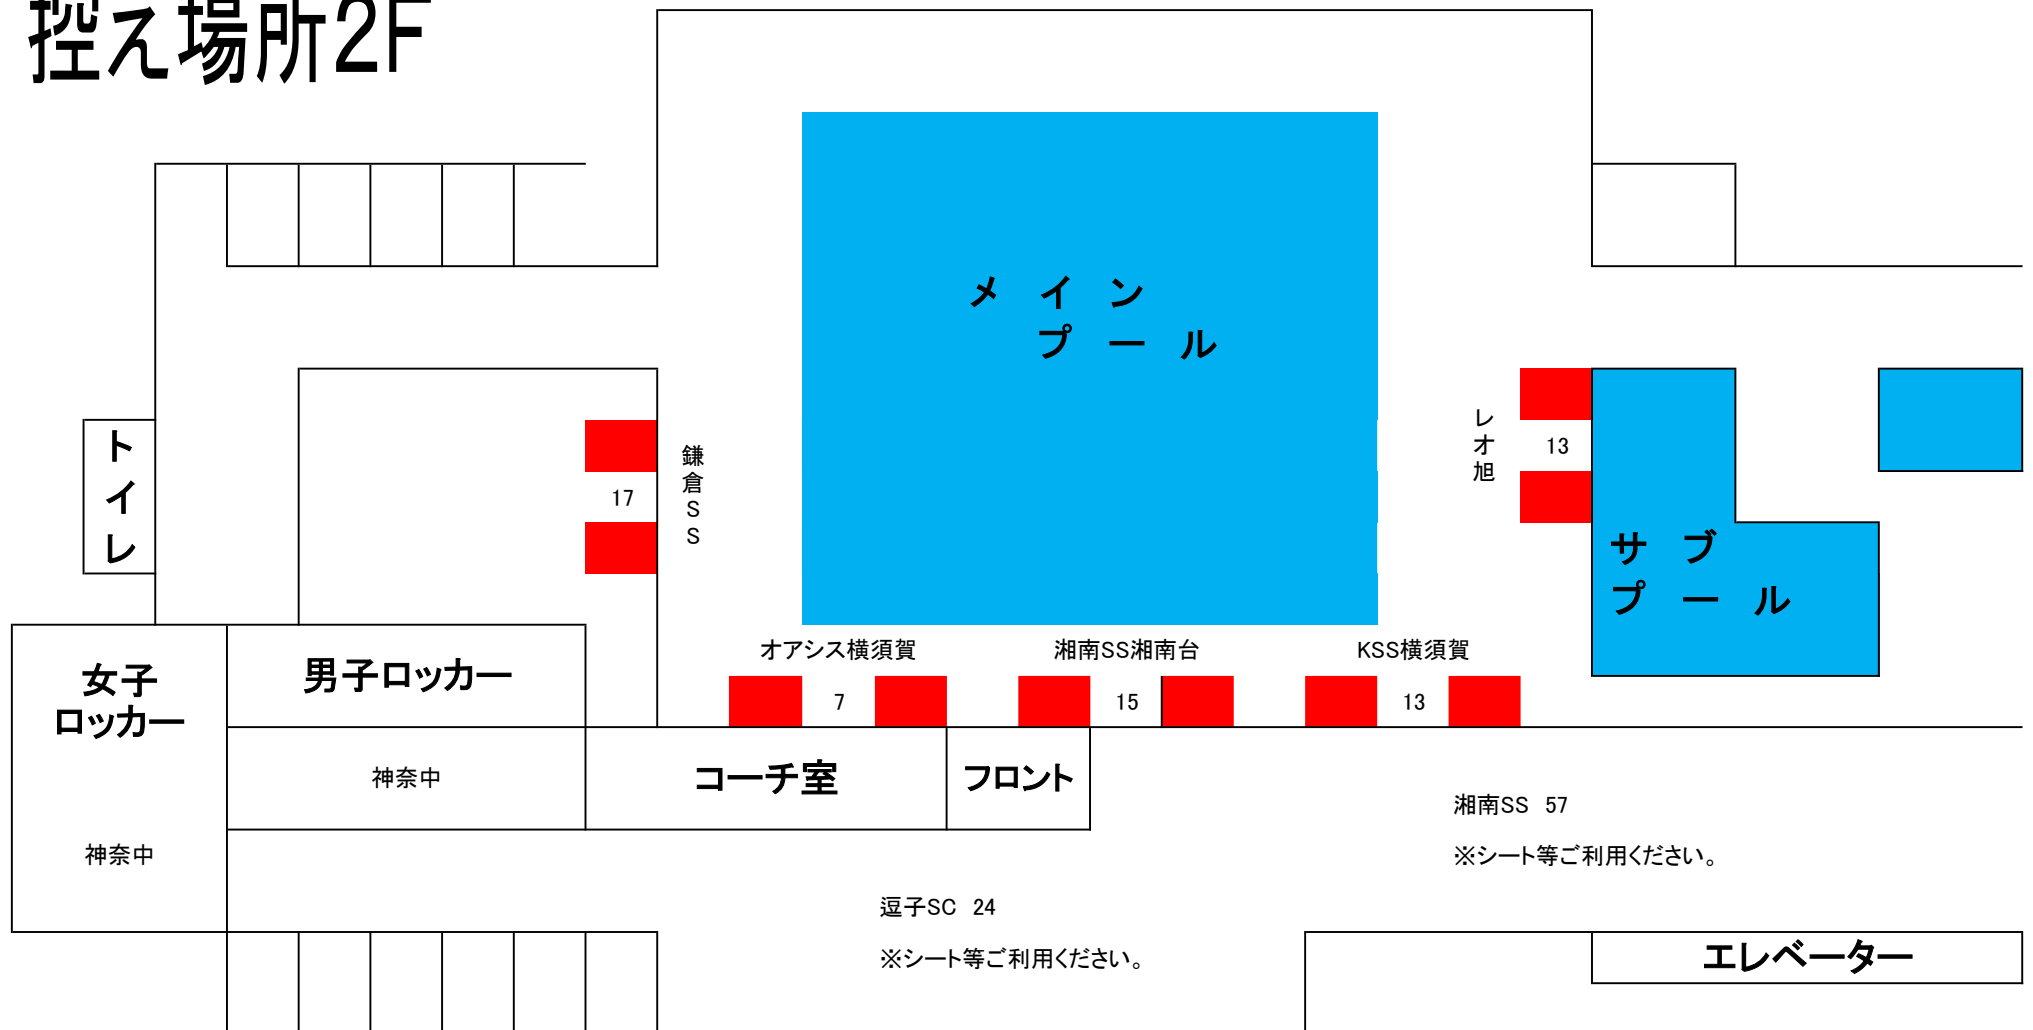 控え場所2F
メイン
プール
レオ旭
13
鎌倉SS
17
トイレ
サブ
プール
オアシス横須賀
湘南SS湘南台
KSS横須賀
7
15
13
女子
ロッカー
男子ロッカー
神奈中
コーチ室
フロント
神奈中
湘南SS 57
※シート等ご利用ください。
逗子SC 24
※シート等ご利用ください。
エレベーター